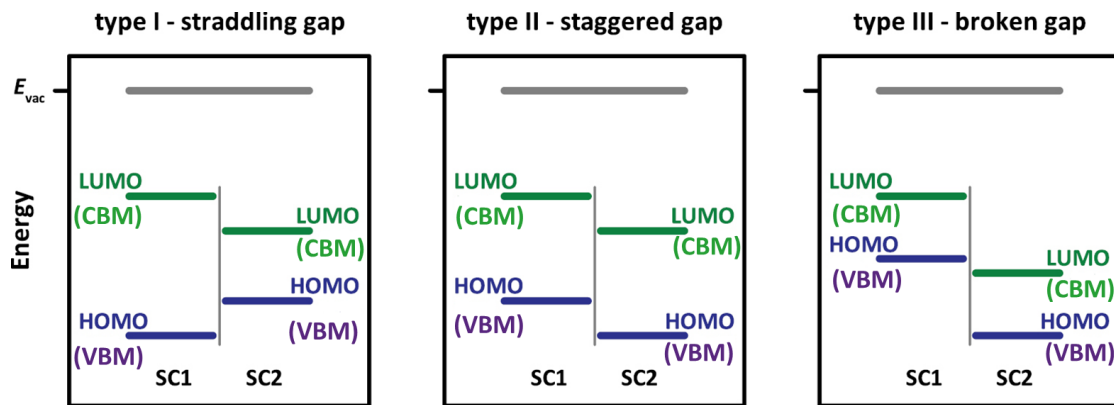 type I - straddling gap
type II - staggered gap
type III - broken gap
Evac
Energy
LUMO
(CBM)
LUMO
(CBM)
HOMO
(VBM)
HOMO
(VBM)
SC1 SC2
LUMO
(CBM)
LUMO
(CBM)
HOMO
(VBM)
HOMO
(VBM)
SC1 SC2
LUMO
(CBM)
HOMO
(VBM)
LUMO
(CBM)
HOMO
(VBM)
SC1 SC2